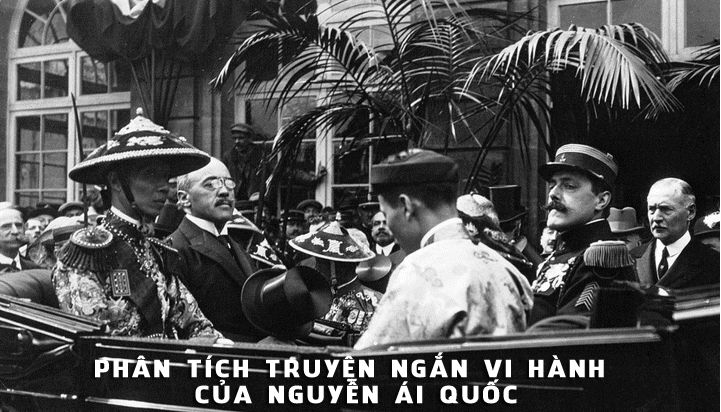 PHÂN TÍCH TRUYỆN NGẮN VI HÀNH
CỦA NGUYỄN ÁI QUỐC